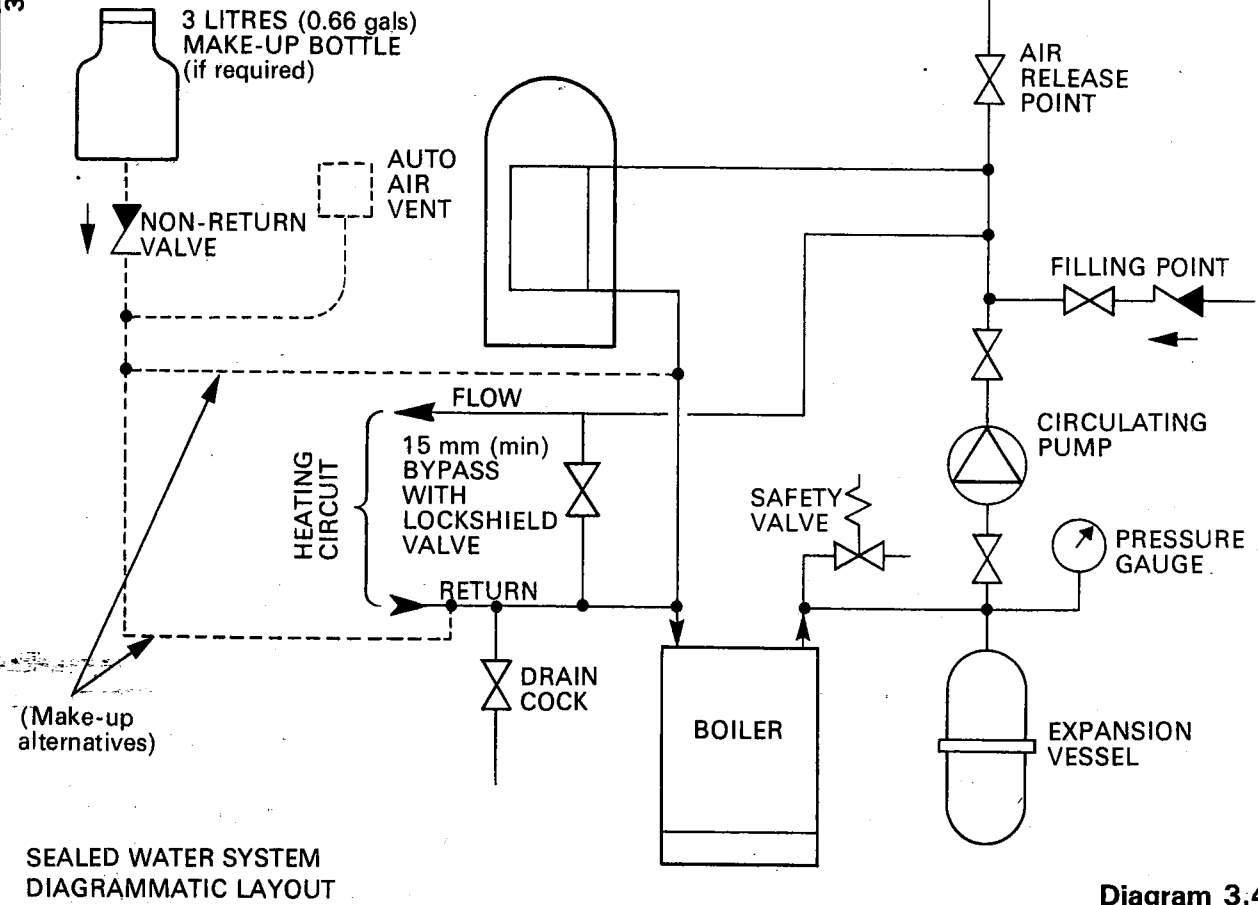 3
3 LITRES (0.66 gals)
MAKE-UP BOTTLE
(if required)
AIR
RELEASE
POINT
AUTO
AIR
VENT
NON-RETURN
VALVE
FILLING POINT
FLOW
15 mm (min)
BYPASS
WITH
LOCKSHIELD
VALVE
HEATING
CIRCUIT
CIRCULATING
PUMP
SAFETY
VALVE
PRESSURE
GAUGE
RETURN
DRAIN
COCK
(Make-up
alternatives)
BOILER
EXPANSION
VESSEL
SEALED WATER SYSTEM
DIAGRAMMATIC LAYOUT
Diagram 3.4